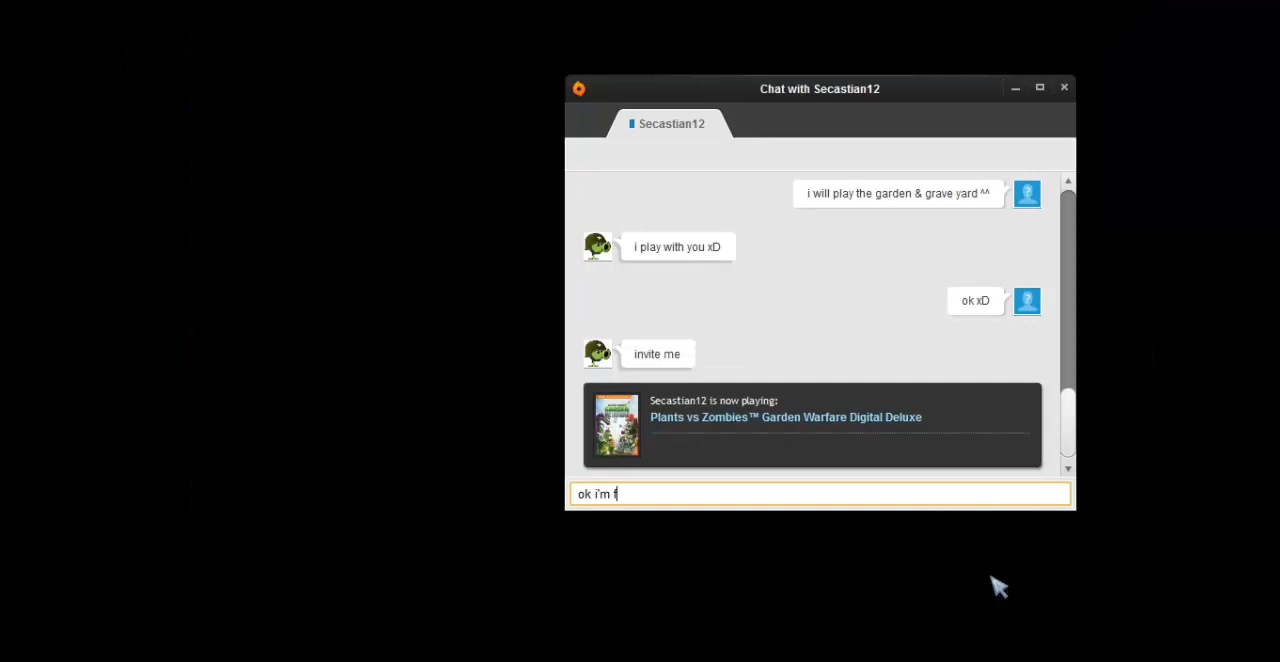 Chat with Secastian12
Secastian12
i will play the garden & grave yard ^^
i play with you xD
ok xD
invite me
Secastian12 is now playing:
Plants vs Zombies™ Garden Warfare Digital Deluxe
ok i'm f